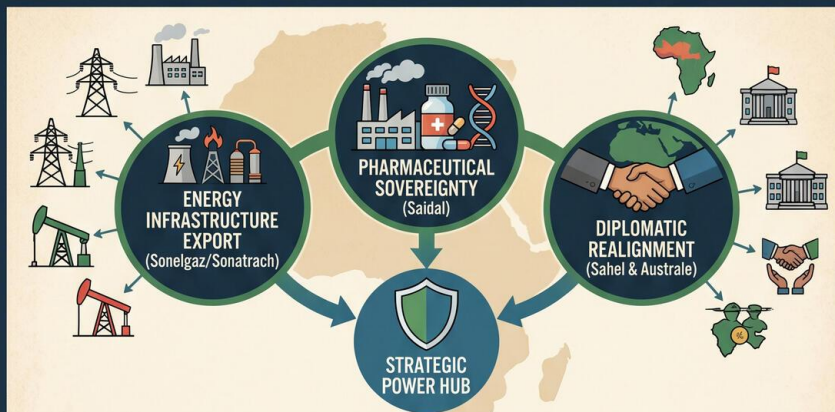 PHARMACEUTICAL
SOVEREIGNTY
(Saidal)
ENERGY
INFRASTRUCTURE
EXPORT
(Sonelgaz/Sonatrach)
DIPLOMATIC
REALIGNMENT
(Sahel & Australe)
STRATEGIC
POWER HUB